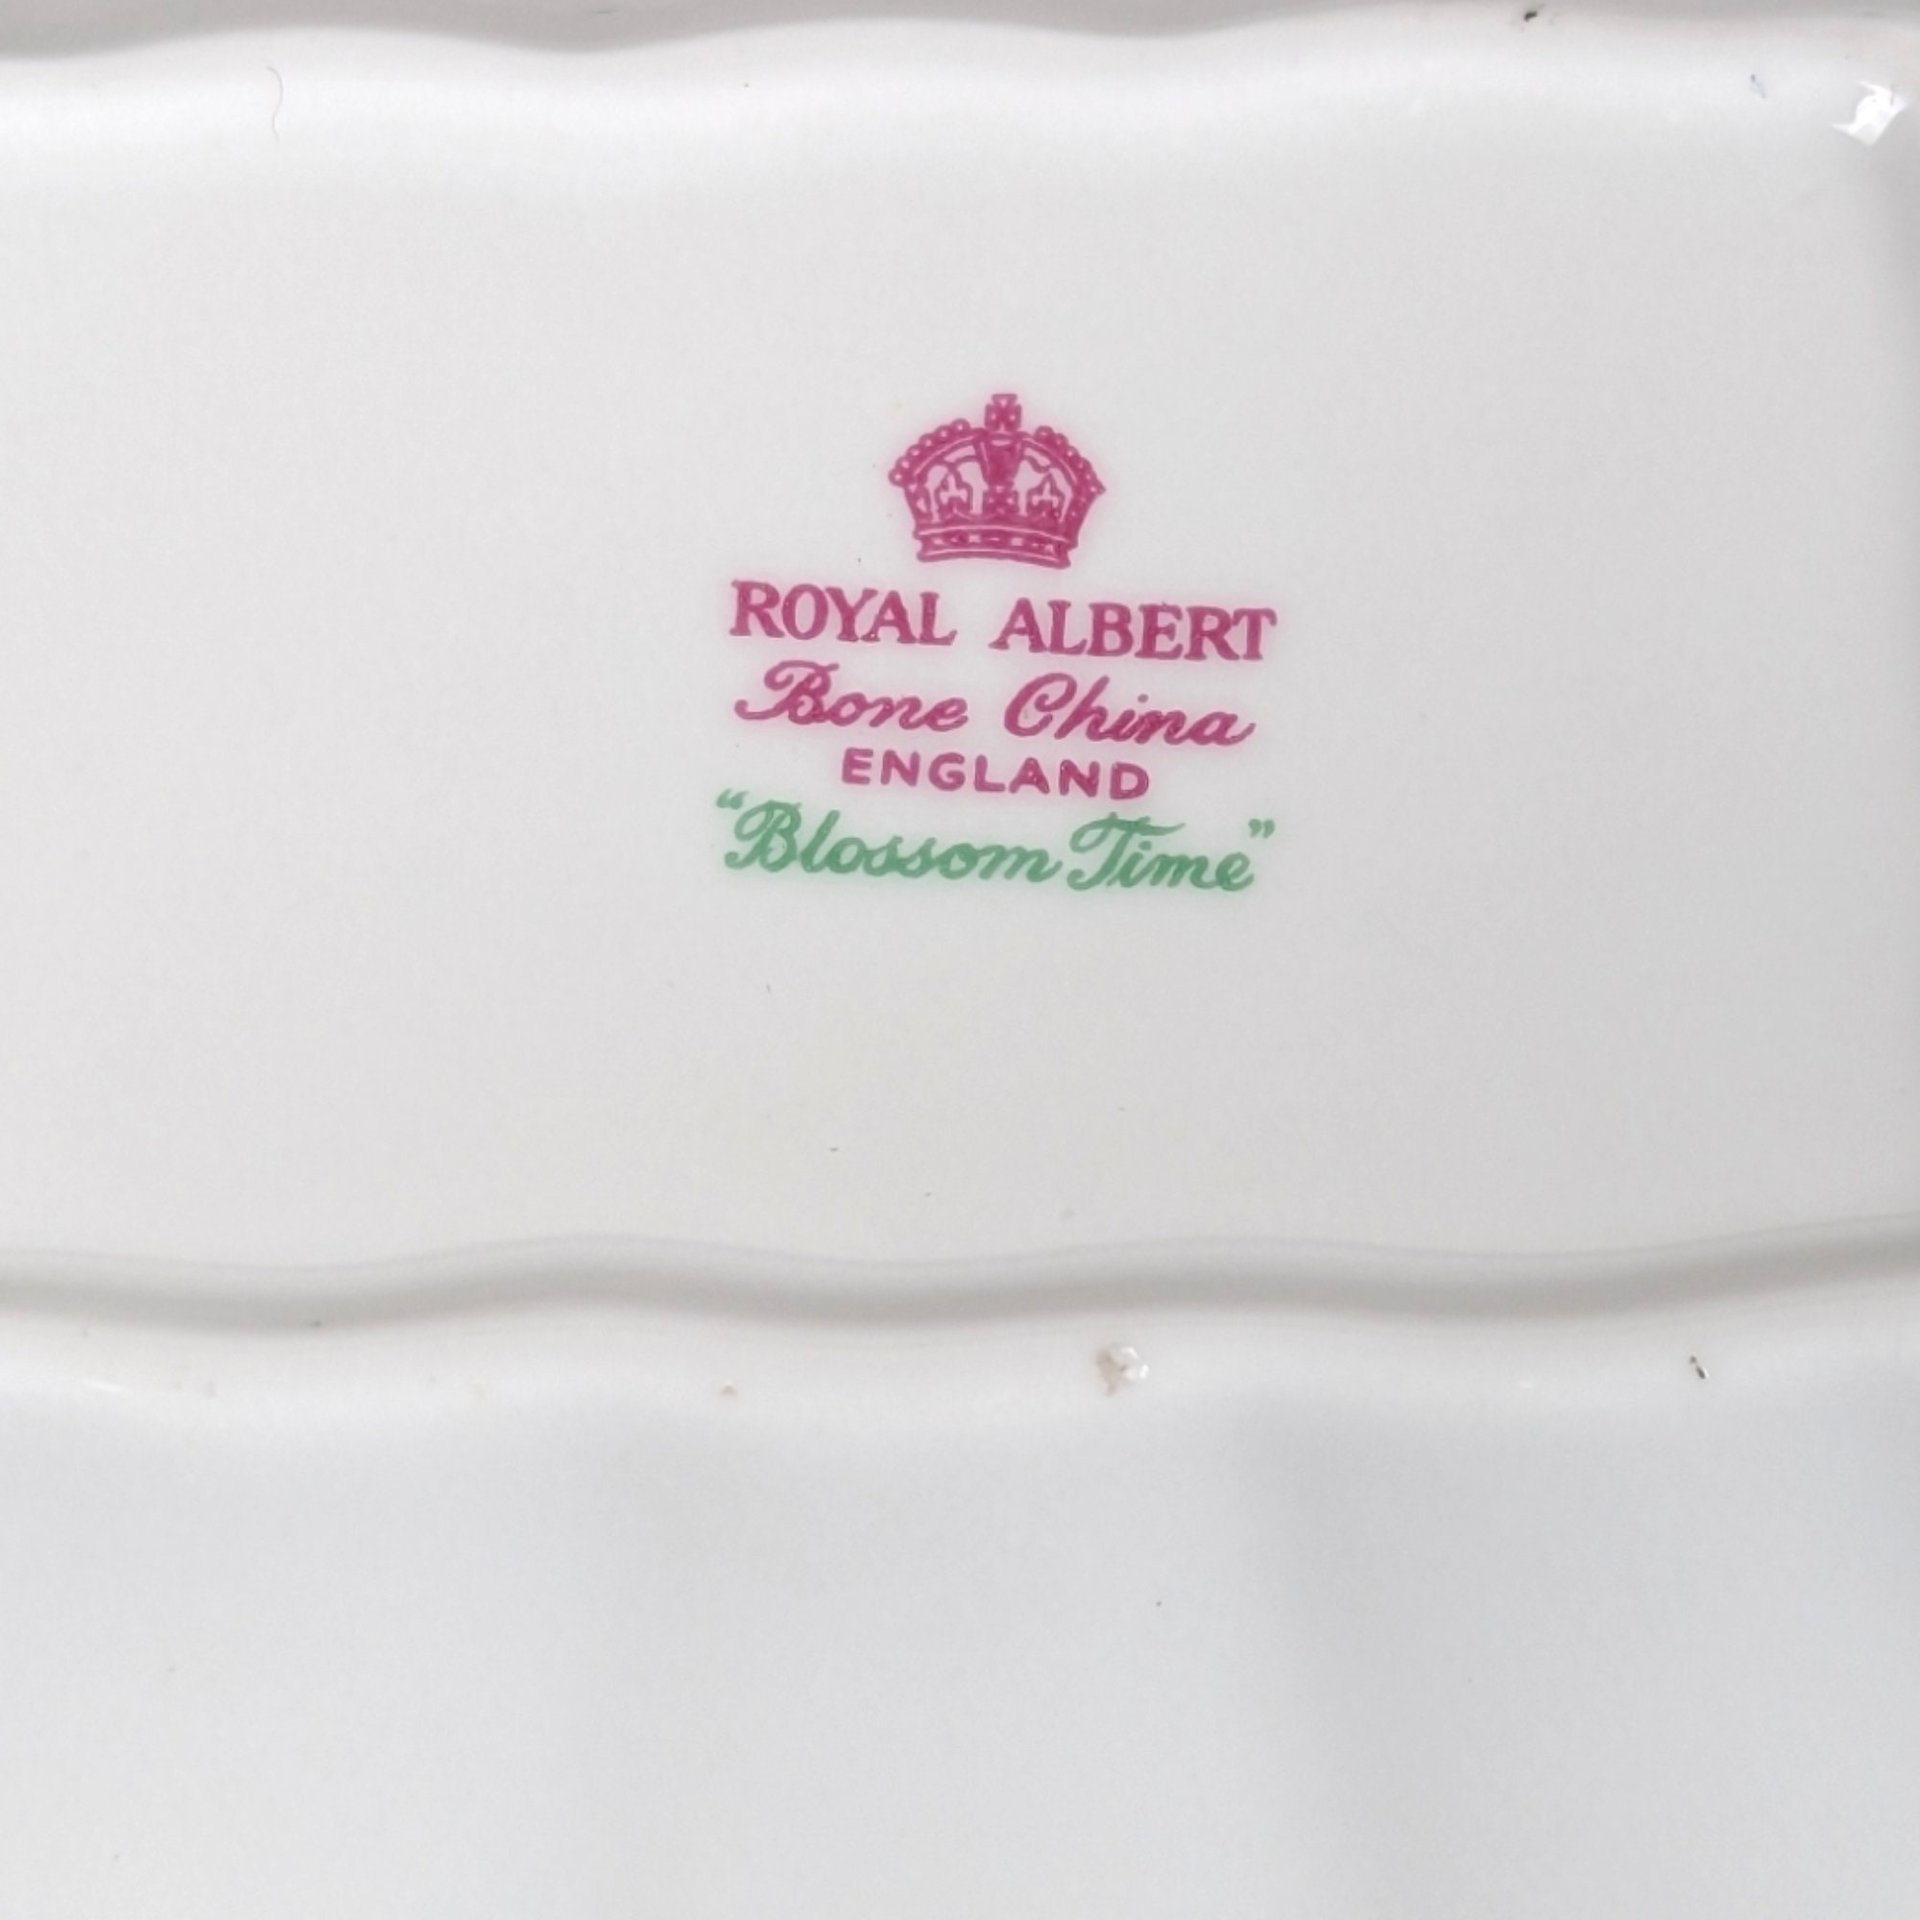 ROYAL ALBERT
Bone China
ENGLAND
“Blossom Time”